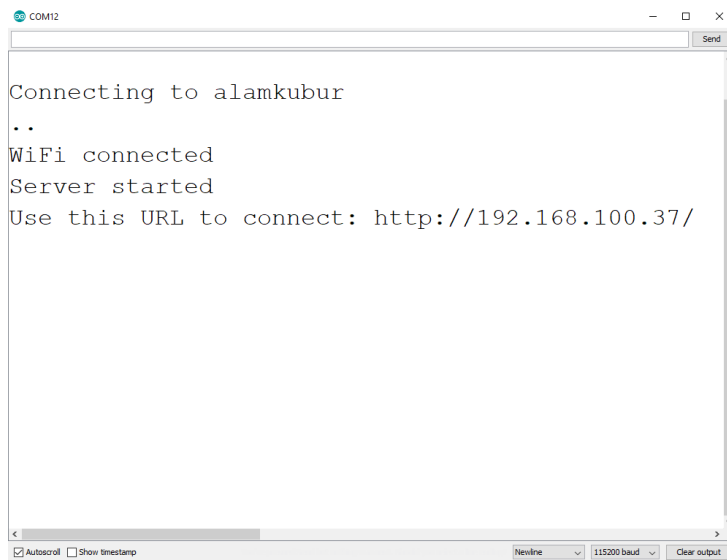 COM12
Send
Connecting to alamkubur
..
WiFi connected
Server started
Use this URL to connect: http://192.168.100.37/
Autoscroll Show timestamp Newline 115200 baud Clear output